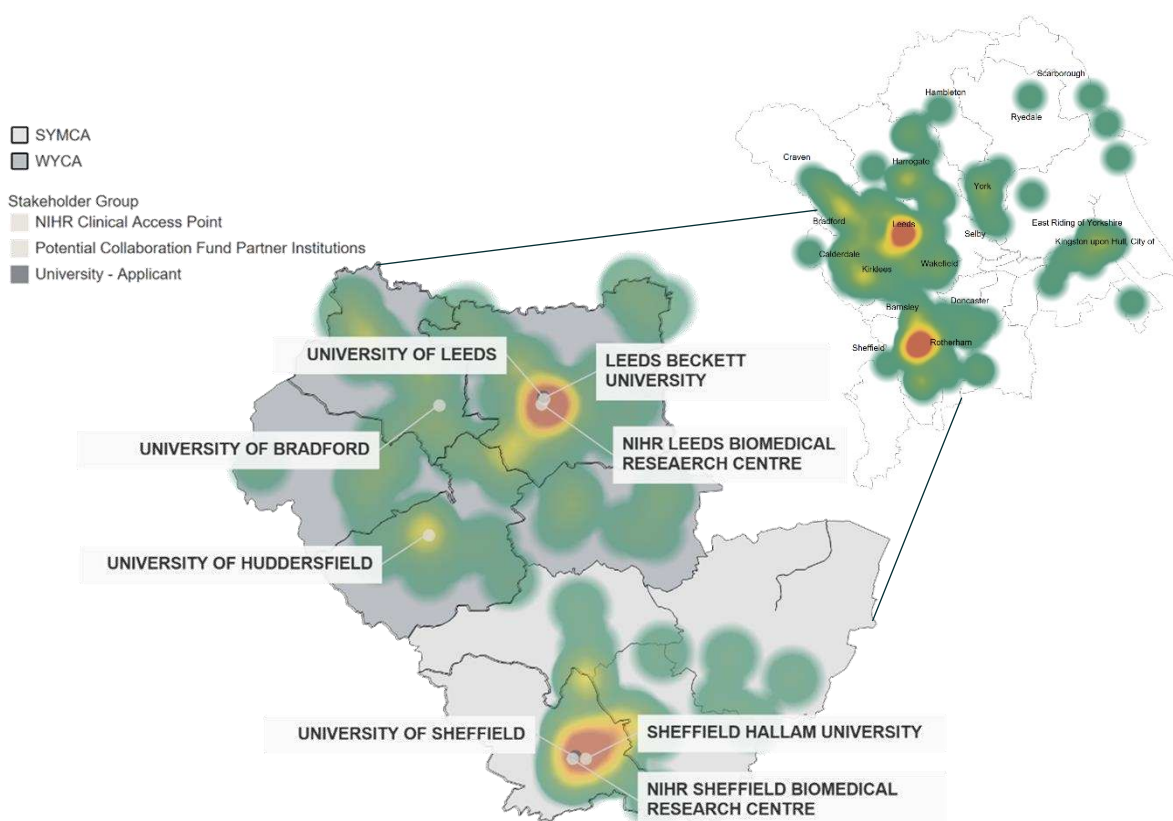 SYMCA
WYCA
Stakeholder Group
NIHR Clinical Access Point
Potential Collaboration Fund Partner Institutions
University - Applicant
Scarborough
Hambleton
Ryedale
Craven
Harrogate
York
Bradford
Leeds
East Riding of Yorkshire
Selby
Kingston upon Hull, City of
Calderdale
Wakefield
Kirklees
Barnsley
Doncaster
Sheffield
Rotherham
UNIVERSITY OF LEEDS
LEEDS BECKETT
UNIVERSITY
UNIVERSITY OF BRADFORD
NIHR LEEDS BIOMEDICAL
RESEAERCH CENTRE
UNIVERSITY OF HUDDERSFIELD
UNIVERSITY OF SHEFFIELD
SHEFFIELD HALLAM UNIVERSITY
NIHR SHEFFIELD BIOMEDICAL
RESEARCH CENTRE